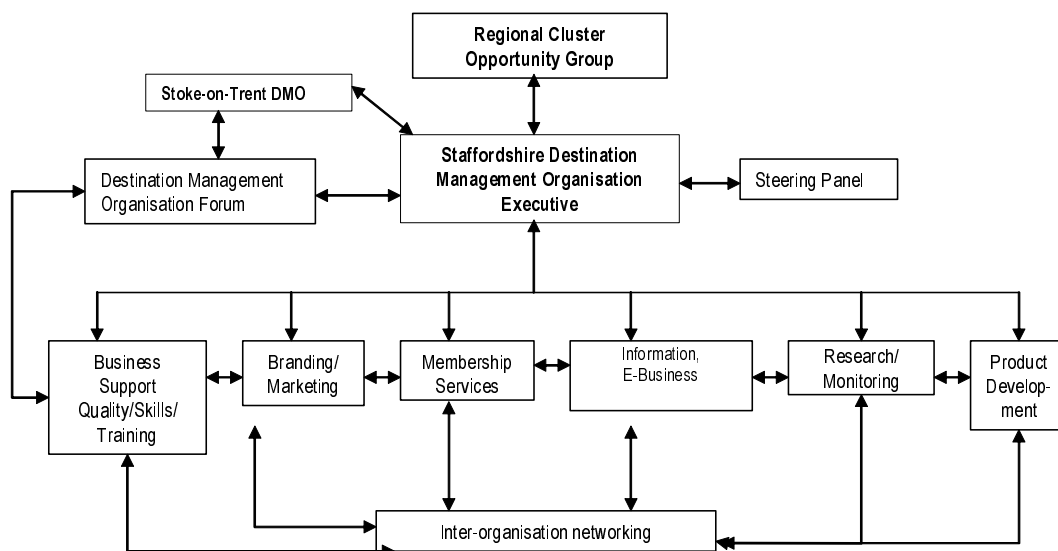 Regional Cluster
Opportunity Group
Stoke-on-Trent DMO
Staffordshire Destination
Management Organisation
Executive
Destination Management
Organisation Forum
Steering Panel
Business
Support
Quality/Skills/
Training
Branding/
Marketing
Membership
Services
Information,
E-Business
Research/
Monitoring
Product
Develop-
ment
Inter-organisation networking